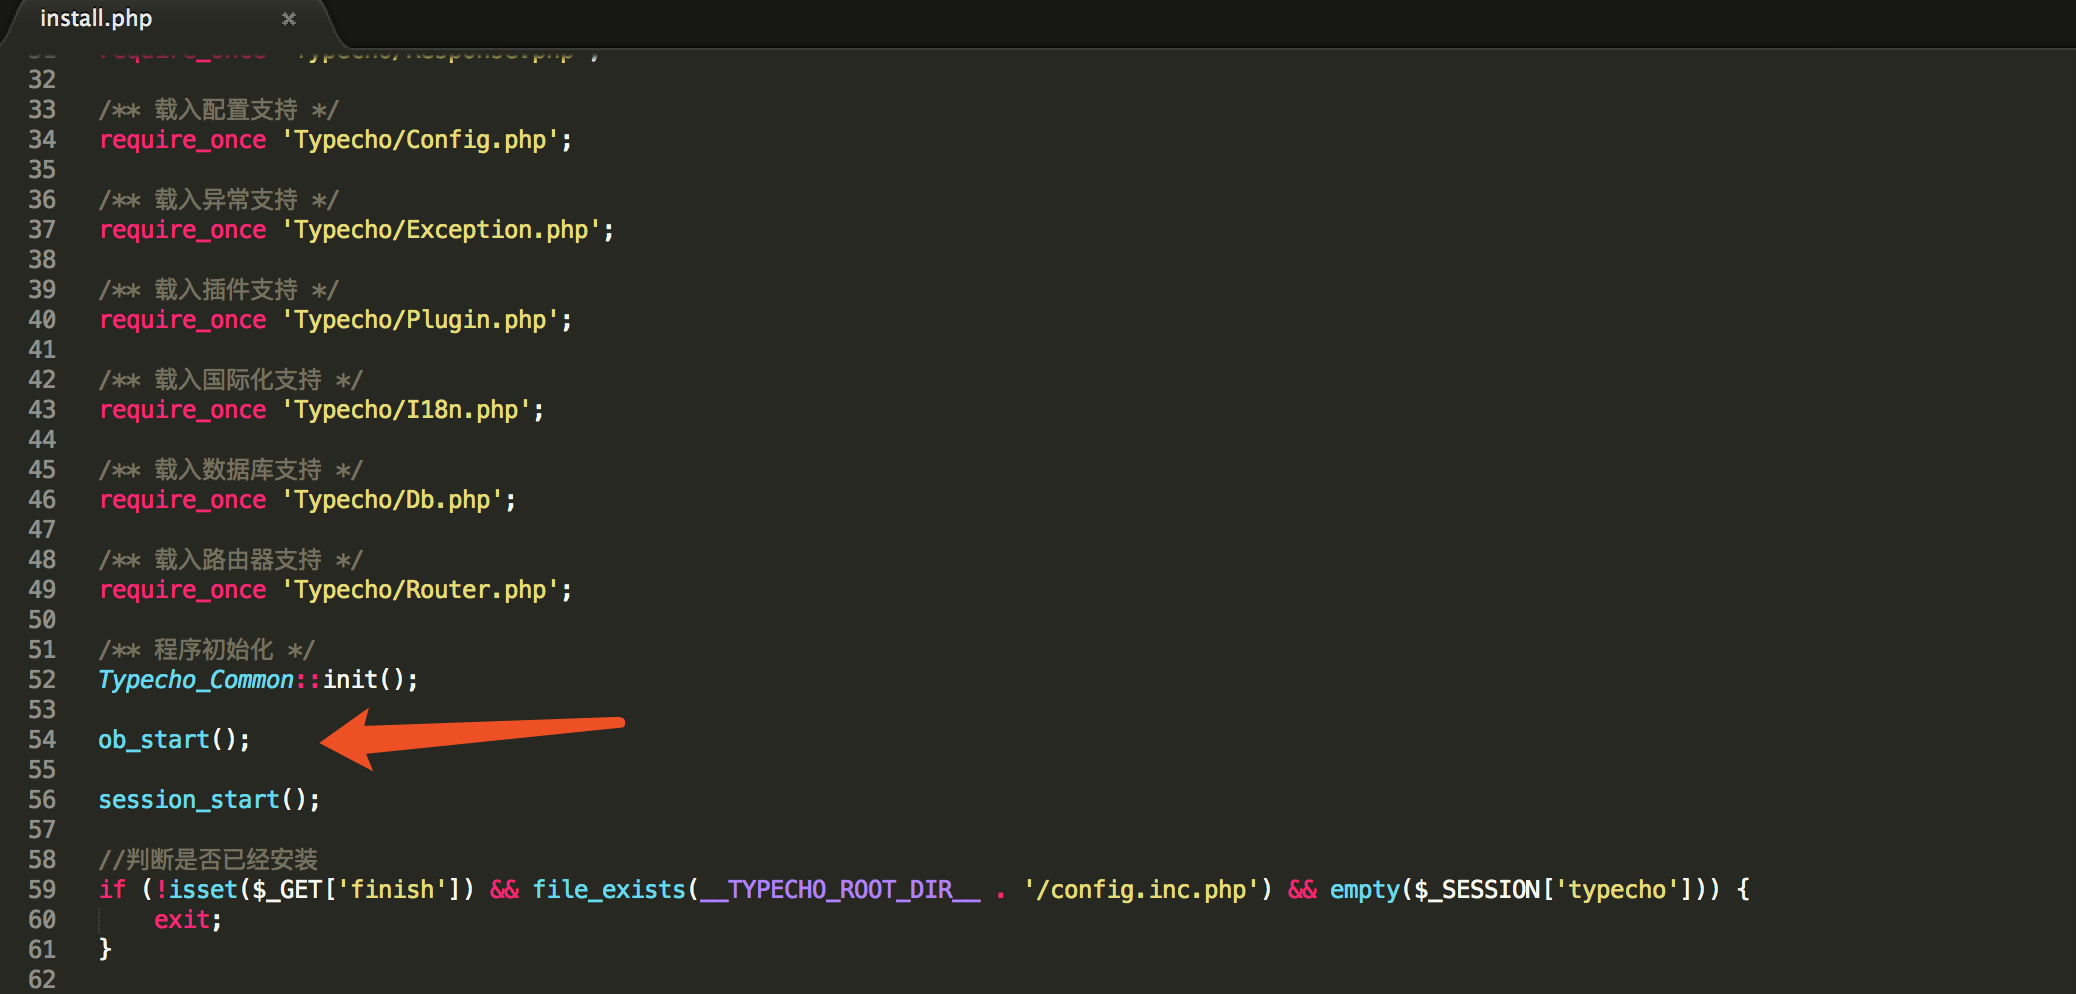 install.php ×
31 require_once 'Typecho/Response.php';
32
33 /** 载入配置支持 */
34 require_once 'Typecho/Config.php';
35
36 /** 载入异常支持 */
37 require_once 'Typecho/Exception.php';
38
39 /** 载入插件支持 */
40 require_once 'Typecho/Plugin.php';
41
42 /** 载入国际化支持 */
43 require_once 'Typecho/I18n.php';
44
45 /** 载入数据库支持 */
46 require_once 'Typecho/Db.php';
47
48 /** 载入路由器支持 */
49 require_once 'Typecho/Router.php';
50
51 /** 程序初始化 */
52 Typecho_Common::init();
53
54 ob_start();
55
56 session_start();
57
58 //判断是否已经安装
59 if (!isset($_GET['finish']) && file_exists(__TYPECHO_ROOT_DIR__ . '/config.inc.php') && empty($_SESSION['typecho'])) {
60 exit;
61 }
62